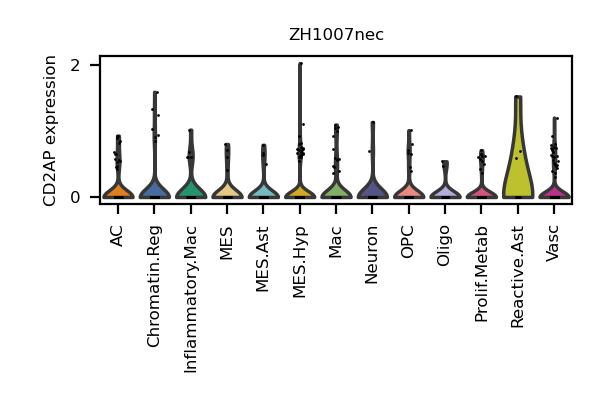 ZH1007nec
CD2AP expression
2
0
AC
Chromatin.Reg
Inflammatory.Mac
MES
MES.Ast
MES.Hyp
Mac
Neuron
OPC
Oligo
Prolif.Metab
Reactive.Ast
Vasc